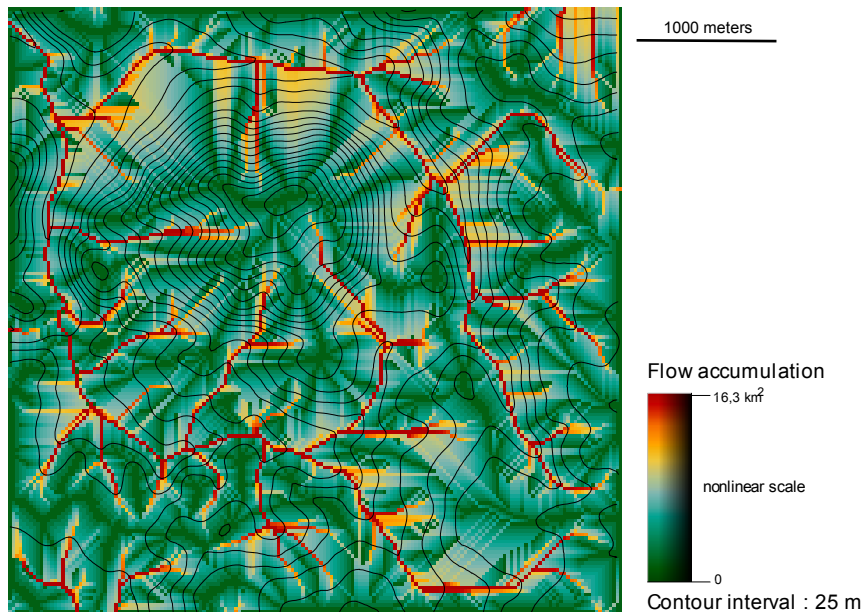 1000 meters
Flow accumulation
16,3 km²
nonlinear scale
0
Contour interval : 25 m